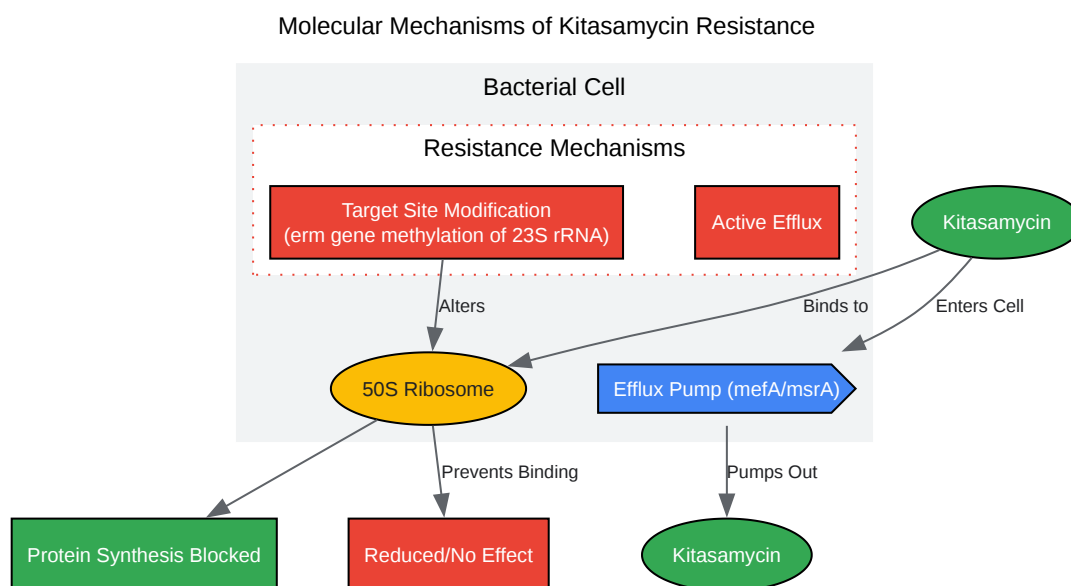 Molecular Mechanisms of Kitasamycin Resistance
Bacterial Cell
Resistance Mechanisms
Target Site Modification
(erm gene methylation of 23S rRNA)
Active Efflux
Kitasamycin
Alters
Binds to
Enters Cell
50S Ribosome
Efflux Pump (mefA/msrA)
Prevents Binding
Pumps Out
Protein Synthesis Blocked
Reduced/No Effect
Kitasamycin